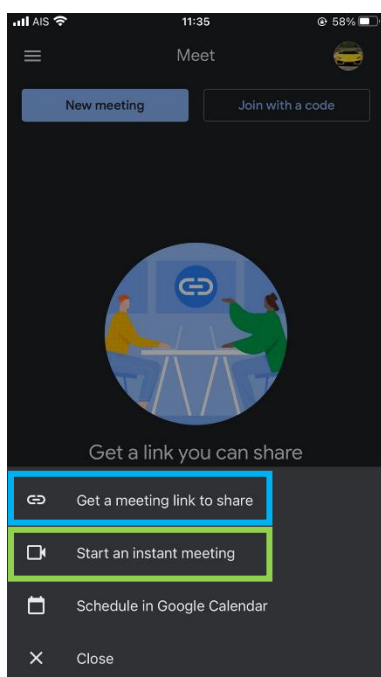 AIS 11:35 58%
Meet
New meeting Join with a code
Get a link you can share
Get a meeting link to share
Start an instant meeting
Schedule in Google Calendar
Close